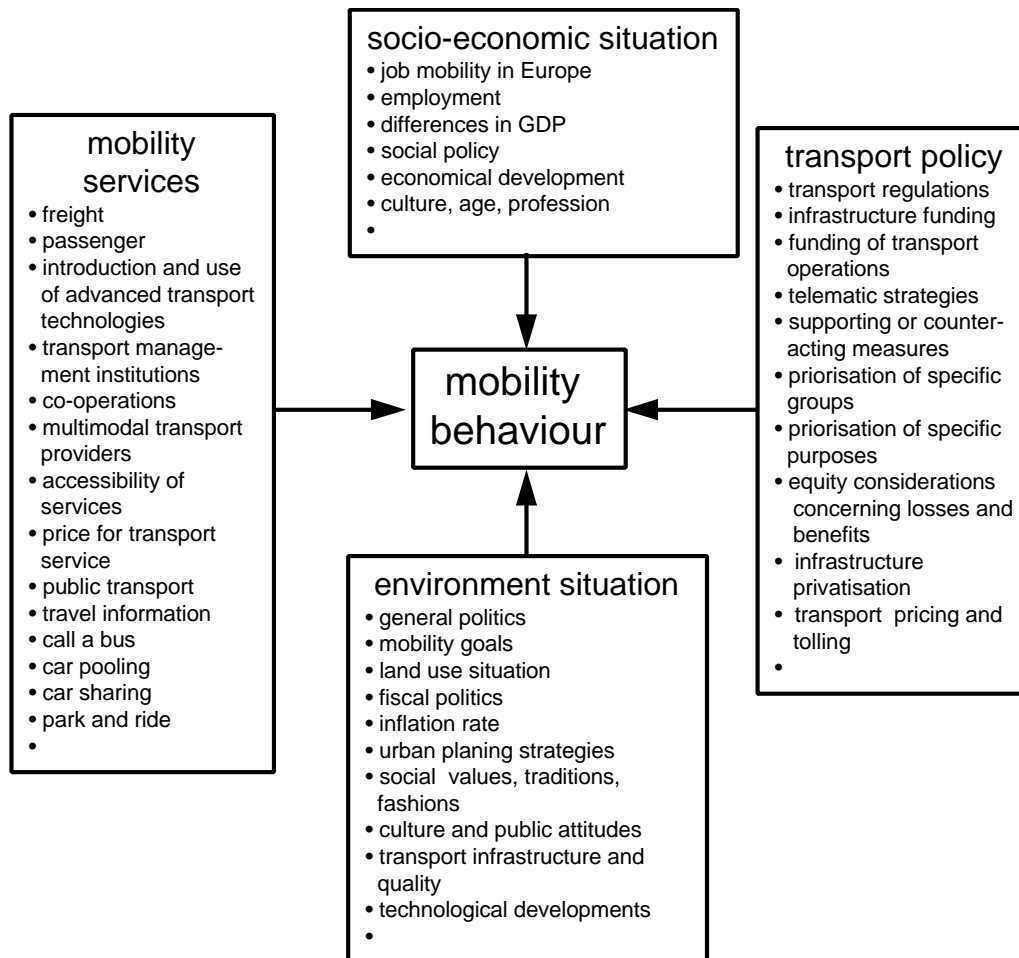 socio-economic situation
• job mobility in Europe
• employment
• differences in GDP
• social policy
• economical development
• culture, age, profession
•
mobility
services
• freight
• passenger
• introduction and use
of advanced transport
technologies
• transport manage-
ment institutions
• co-operations
• multimodal transport
providers
• accessibility of
services
• price for transport
service
• public transport
• travel information
• call a bus
• car pooling
• car sharing
• park and ride
•
mobility
behaviour
transport policy
• transport regulations
• infrastructure funding
• funding of transport
operations
• telematic strategies
• supporting or counter-
acting measures
• priorisation of specific
groups
• priorisation of specific
purposes
• equity considerations
concerning losses and
benefits
• infrastructure
privatisation
• transport pricing and
tolling
•
environment situation
• general politics
• mobility goals
• land use situation
• fiscal politics
• inflation rate
• urban planing strategies
• social values, traditions,
fashions
• culture and public attitudes
• transport infrastructure and
quality
• technological developments
•